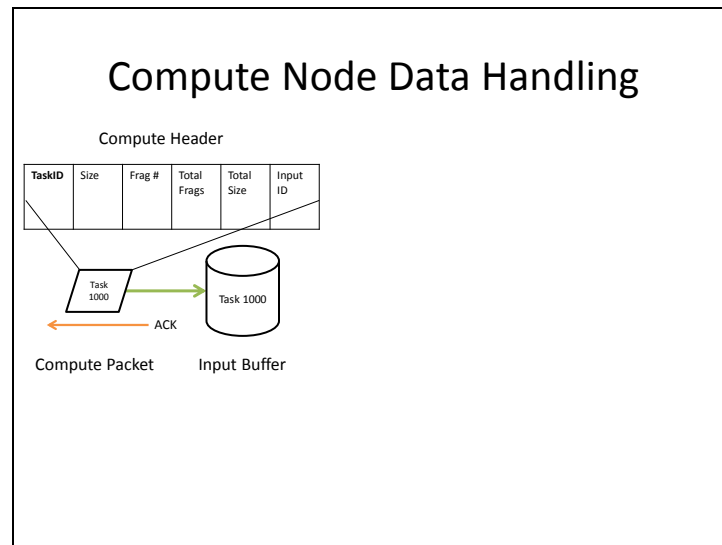 Compute Node Data Handling
Compute Header
TaskID Size Frag # Total Total Input
Frags Size ID
Task
1000
Task 1000
ACK
Compute Packet Input Buffer